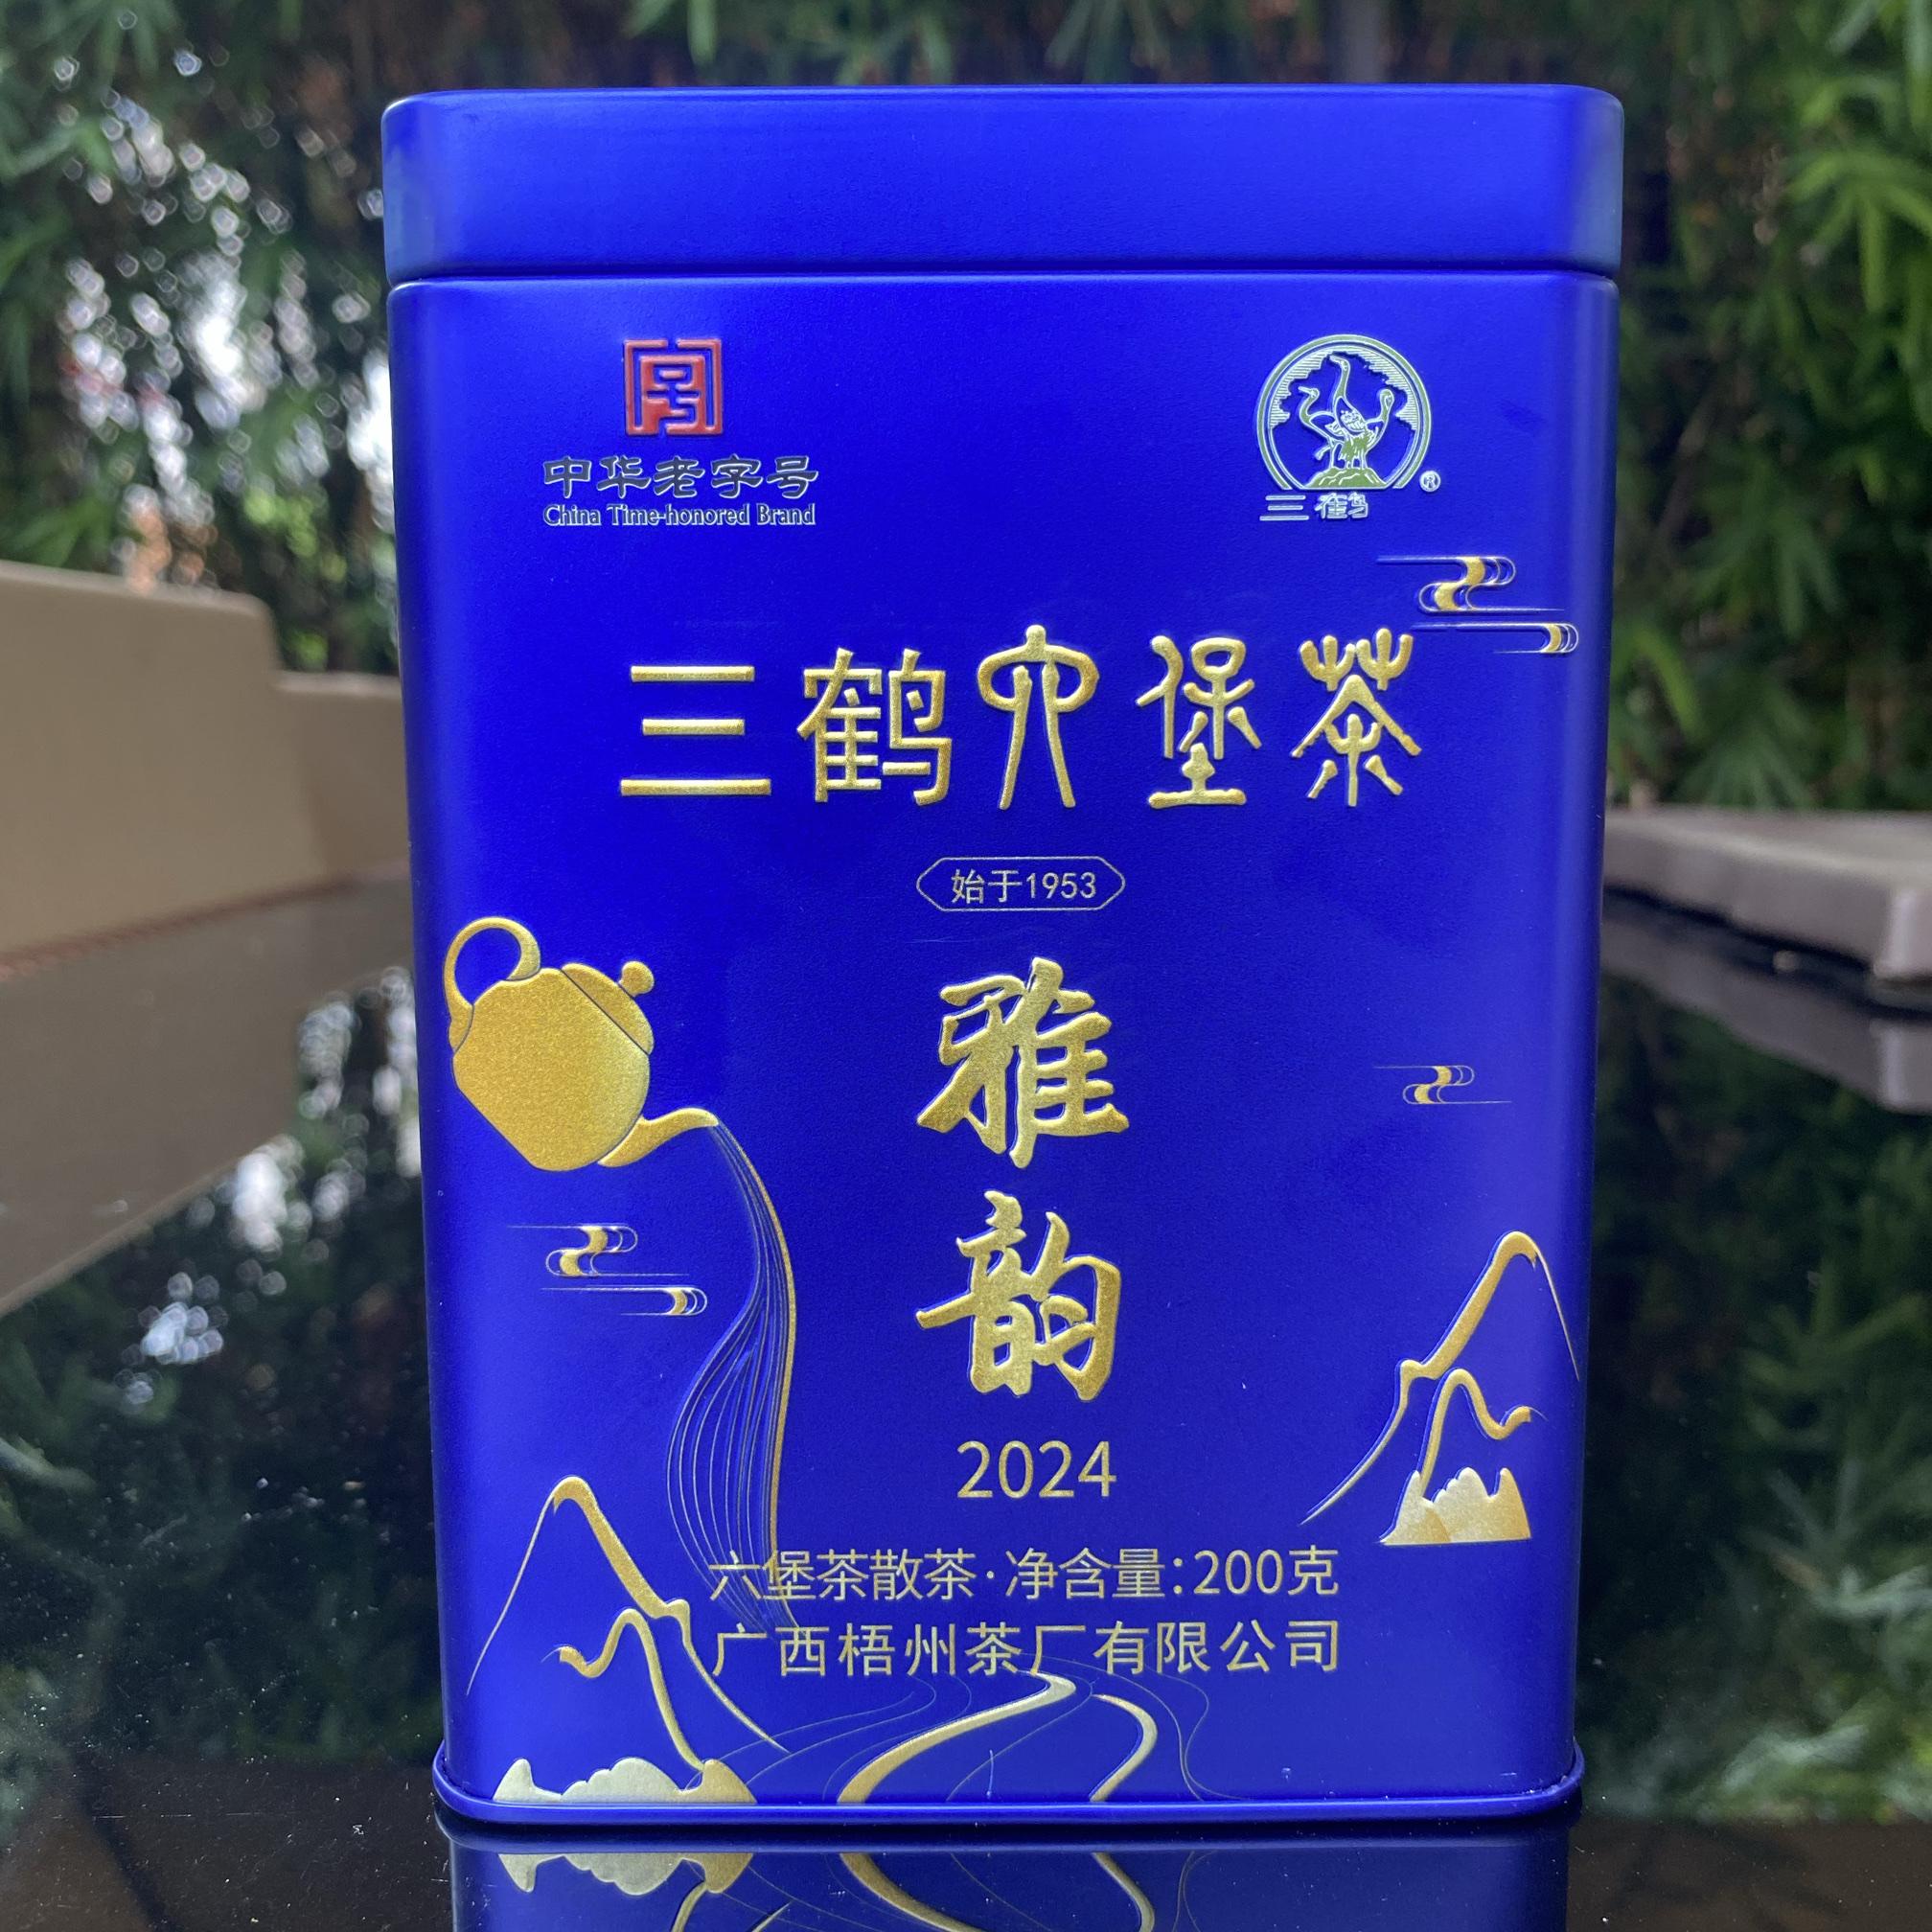 中华老字号
China Time-honored Brand
三鹤
®
三鹤六堡茶
始于1953
雅
韵
2024
六堡茶散茶·净含量:200克
广西梧州茶厂有限公司